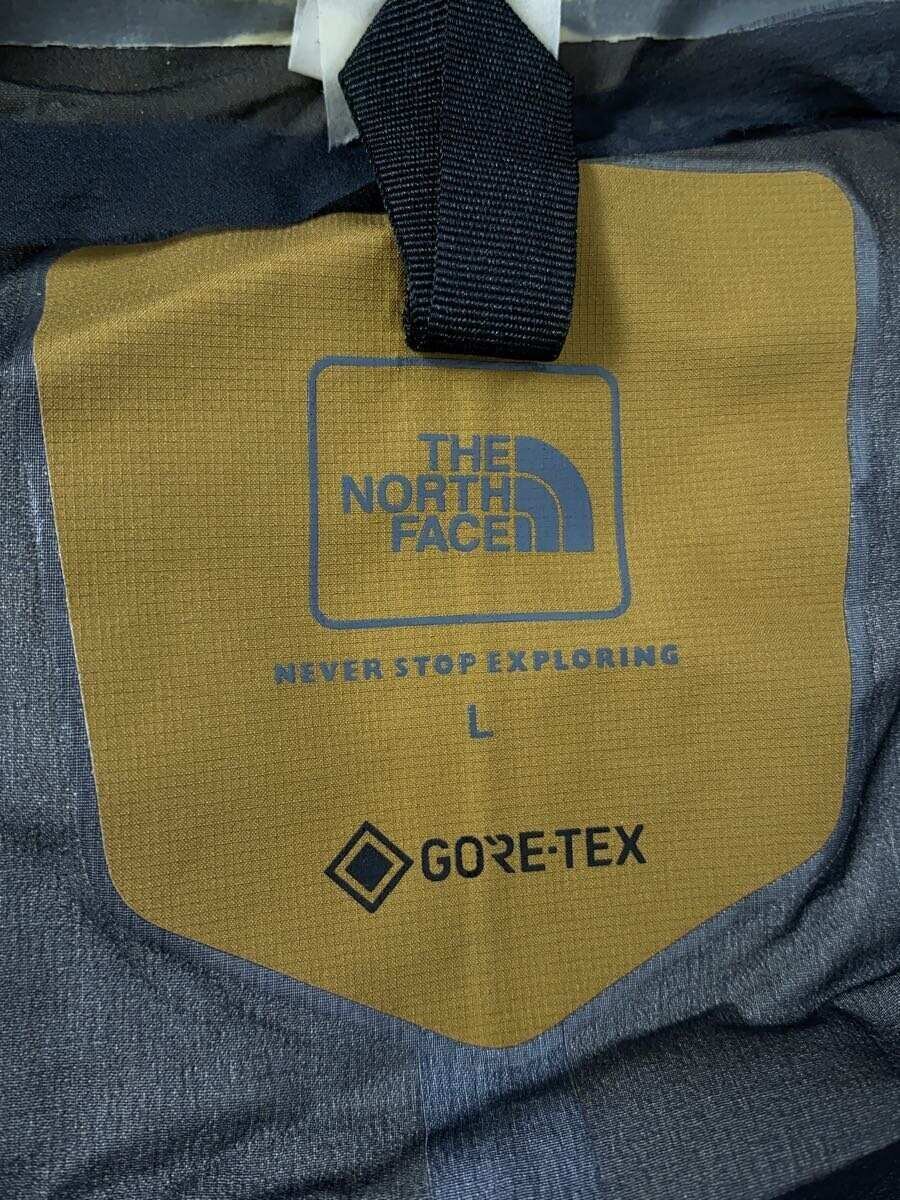 THE
NORTH
FACE
NEVER STOP EXPLORING
L
GORE-TEX